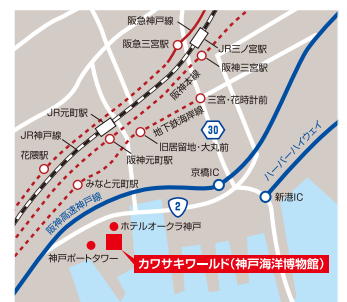 阪急神戸線
阪急三宮駅
JR三ノ宮駅
阪神三宮駅
阪神本線
三宮・花時計前
JR元町駅
地下鉄海岸線
30
JR神戸線
旧居留地・大丸前
花隈駅
阪神元町駅
京橋IC
ハーバーハイウェイ
みなと元町駅
新港IC
阪神高速神戸線
2
ホテルオークラ神戸
神戸ポートタワー
カワサキワールド(神戸海洋博物館)